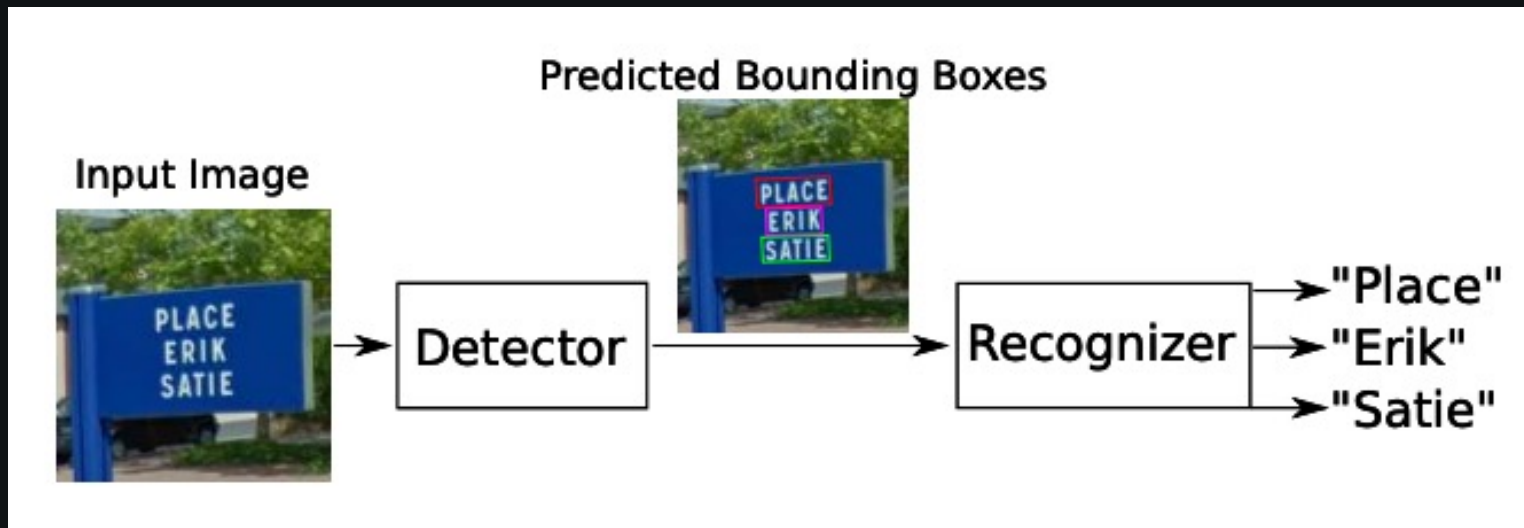 Predicted Bounding Boxes
Input Image
PLACE
ERIK
SATIE
PLACE
ERIK
SATIE
Detector
Recognizer
"Place"
"Erik"
"Satie"